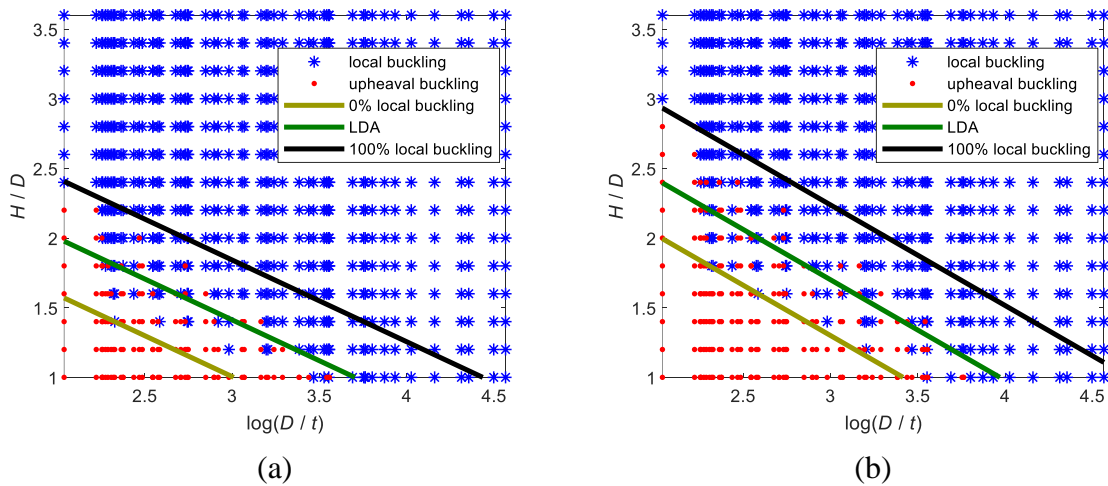 3.5
3
2.5
2
1.5
1
H / D
2.5 3 3.5 4 4.5
log(D / t)
local buckling
upheaval buckling
0% local buckling
LDA
100% local buckling
(a)
3.5
3
2.5
2
1.5
1
H / D
2.5 3 3.5 4 4.5
log(D / t)
local buckling
upheaval buckling
0% local buckling
LDA
100% local buckling
(b)